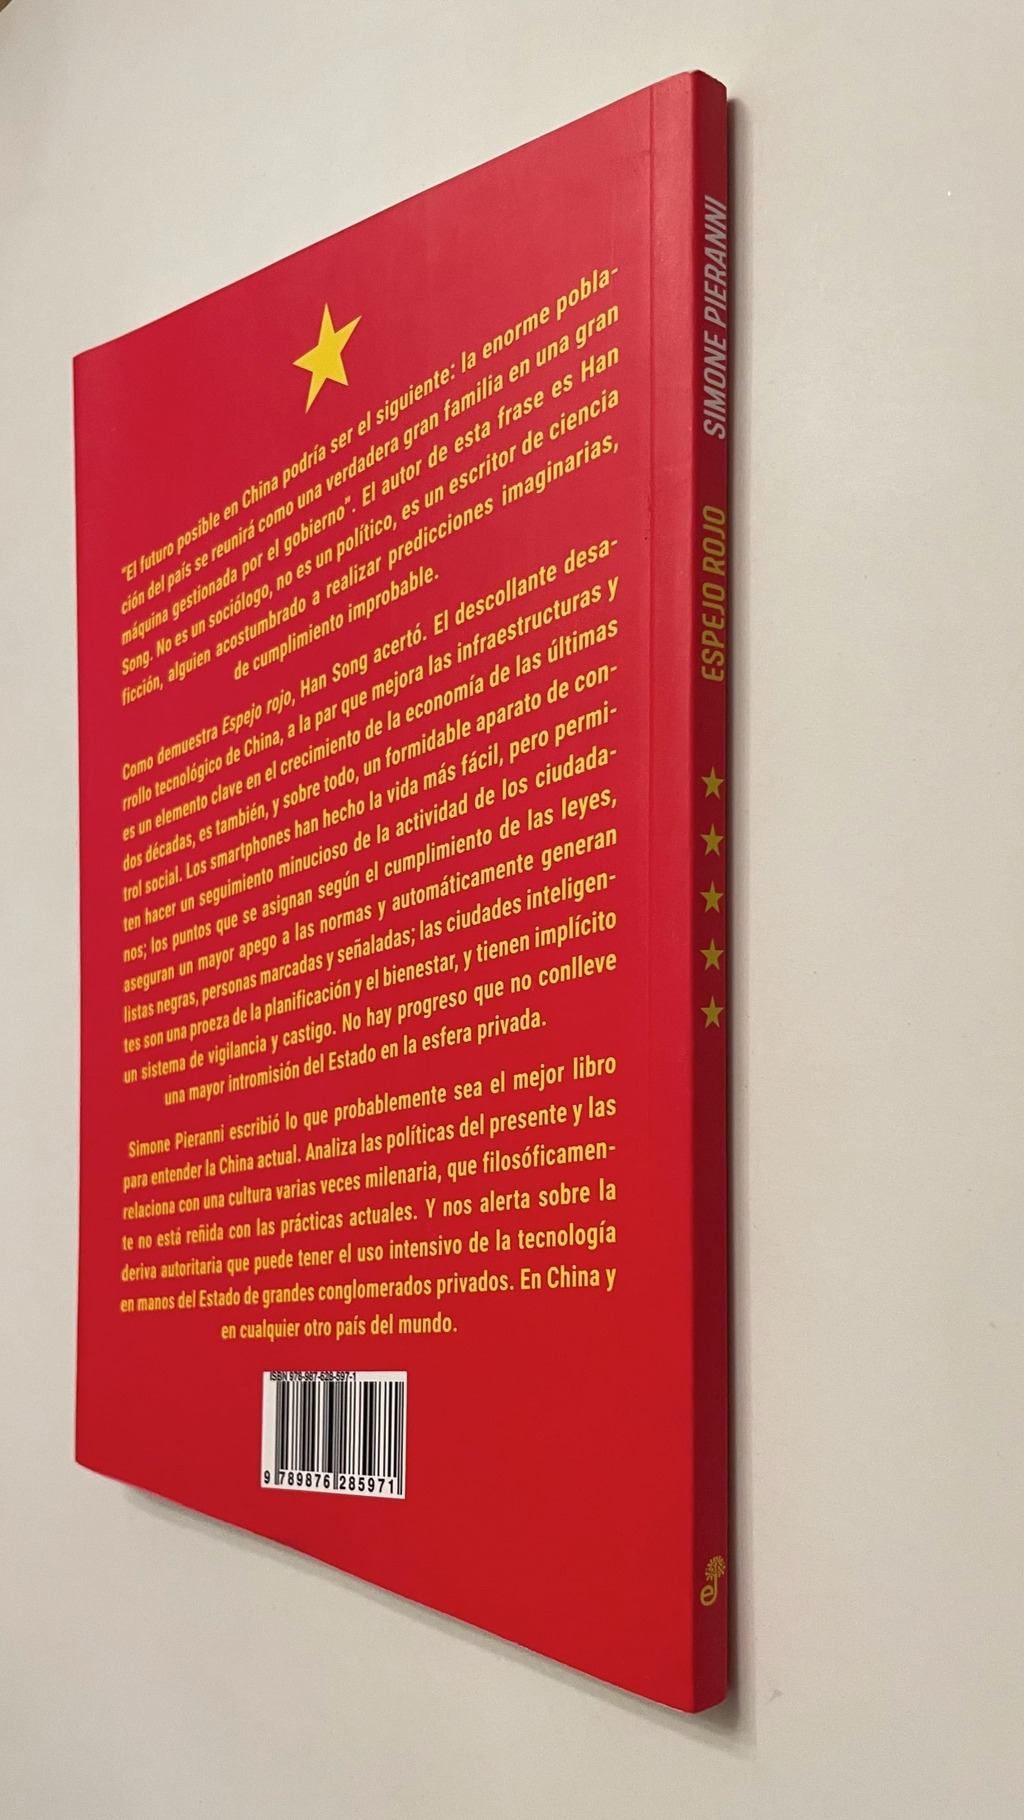 "El futuro posible en China podría ser el siguiente: la enorme pobla-
ción del país se reunirá como una verdadera gran familia en una gran
máquina gestionada por el gobierno". El autor de esta frase es Han
Song. No es un sociólogo, no es un político, es un escritor de ciencia
ficción, alguien acostumbrado a realizar predicciones imaginarias,
de cumplimiento improbable.
Como demuestra Espejo rojo, Han Song acertó. El descollante desa-
rrollo tecnológico de China, a la par que mejora las infraestructuras y
es un elemento clave en el crecimiento de la economía de las últimas
dos décadas, es también, y sobre todo, un formidable aparato de con-
trol social. Los smartphones han hecho la vida más fácil, pero permi-
ten hacer un seguimiento minucioso de la actividad de los ciudada-
nos; los puntos que se asignan según el cumplimiento de las leyes,
aseguran un mayor apego a las normas y automáticamente generan
listas negras, personas marcadas y señaladas; las ciudades inteligen-
tes son una proeza de la planificación y el bienestar, y tienen implícito
un sistema de vigilancia y castigo. No hay progreso que no conlleve
una mayor intromisión del Estado en la esfera privada.
Simone Pieranni escribió lo que probablemente sea el mejor libro
para entender la China actual. Analiza las políticas del presente y las
relaciona con una cultura varias veces milenaria, que filosóficamen-
te no está reñida con las prácticas actuales. Y nos alerta sobre la
deriva autoritaria que puede tener el uso intensivo de la tecnología
en manos del Estado de grandes conglomerados privados. En China y
en cualquier otro país del mundo.
ISBN 978-987-628-597-1
9 789876 285971
SIMONE PIERANNI
ESPEJO ROJO
e